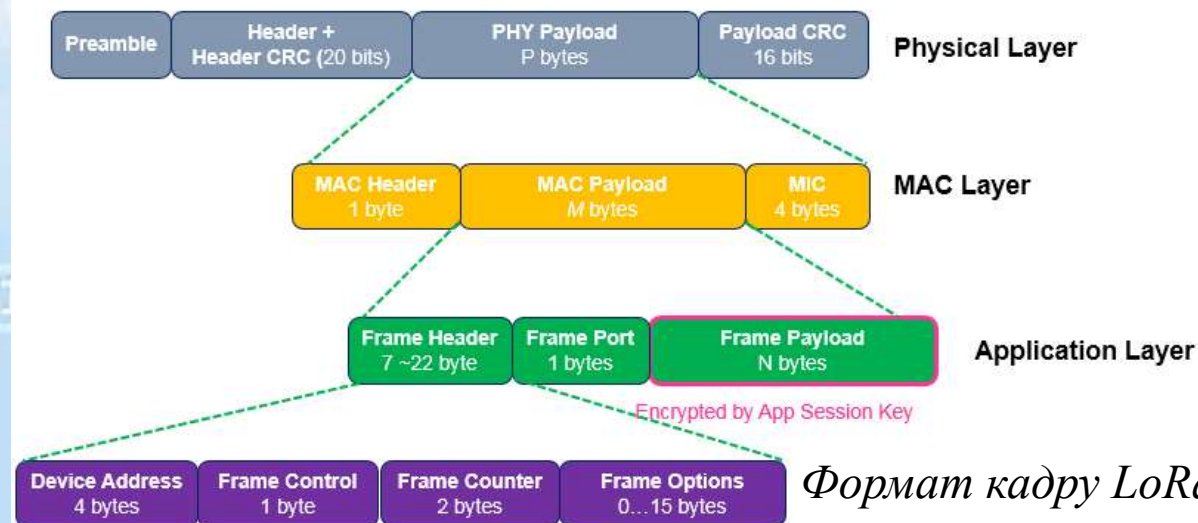 Preamble
Header +
Header CRC (20 bits)
PHY Payload
P bytes
Payload CRC
16 bits
Physical Layer
MAC Header
1 byte
MAC Payload
M bytes
MIC
4 bytes
MAC Layer
Frame Header
7 ~22 byte
Frame Port
1 bytes
Frame Payload
N bytes
Application Layer
Encrypted by App Session Key
Device Address
4 bytes
Frame Control
1 byte
Frame Counter
2 bytes
Frame Options
0...15 bytes
Формат кадру